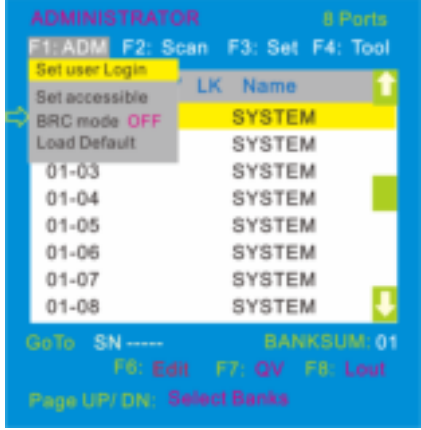 ADMINISTRATOR 8 Ports
F1: ADM F2: Scan F3: Set F4: Tool
Set user Login
LK Name
Set accessible
BRC mode OFF SYSTEM
Load Default SYSTEM
01-03 SYSTEM
01-04 SYSTEM
01-05 SYSTEM
01-06 SYSTEM
01-07 SYSTEM
01-08 SYSTEM
GoTo SN ----- BANKSUM: 01
F6: Edit F7: QV F8: Lout
Page UP/ DN: Select Banks